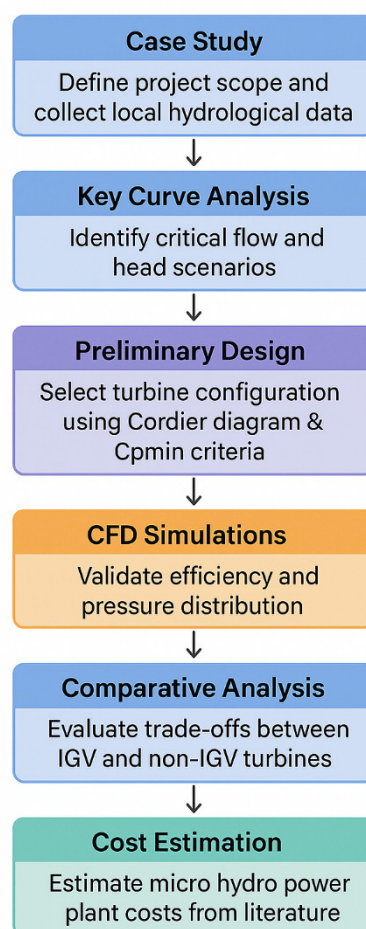 Case Study
Define project scope and
collect local hydrological data
Key Curve Analysis
Identify critical flow and
head scenarios
Preliminary Design
Select turbine configuration
using Cordier diagram &
Cpmin criteria
CFD Simulations
Validate efficiency and
pressure distribution
Comparative Analysis
Evaluate trade-offs between
IGV and non-IGV turbines
Cost Estimation
Estimate micro hydro power
plant costs from literature